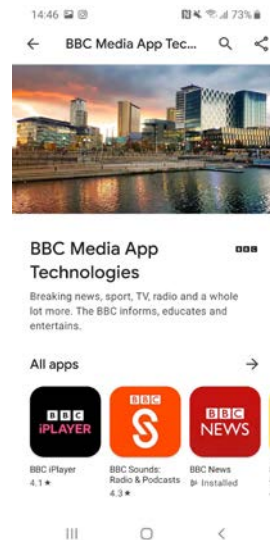 14:46
73%
BBC Media App Tec...
BBC Media App
Technologies
BBC
Breaking news, sport, TV, radio and a whole
lot more. The BBC informs, educates and
entertains.
All apps
BBC
iPLAYER
BBC
S
BBC
NEWS
BBC iPlayer
4.1★
BBC Sounds:
Radio & Podcasts
4.3★
BBC News
Installed